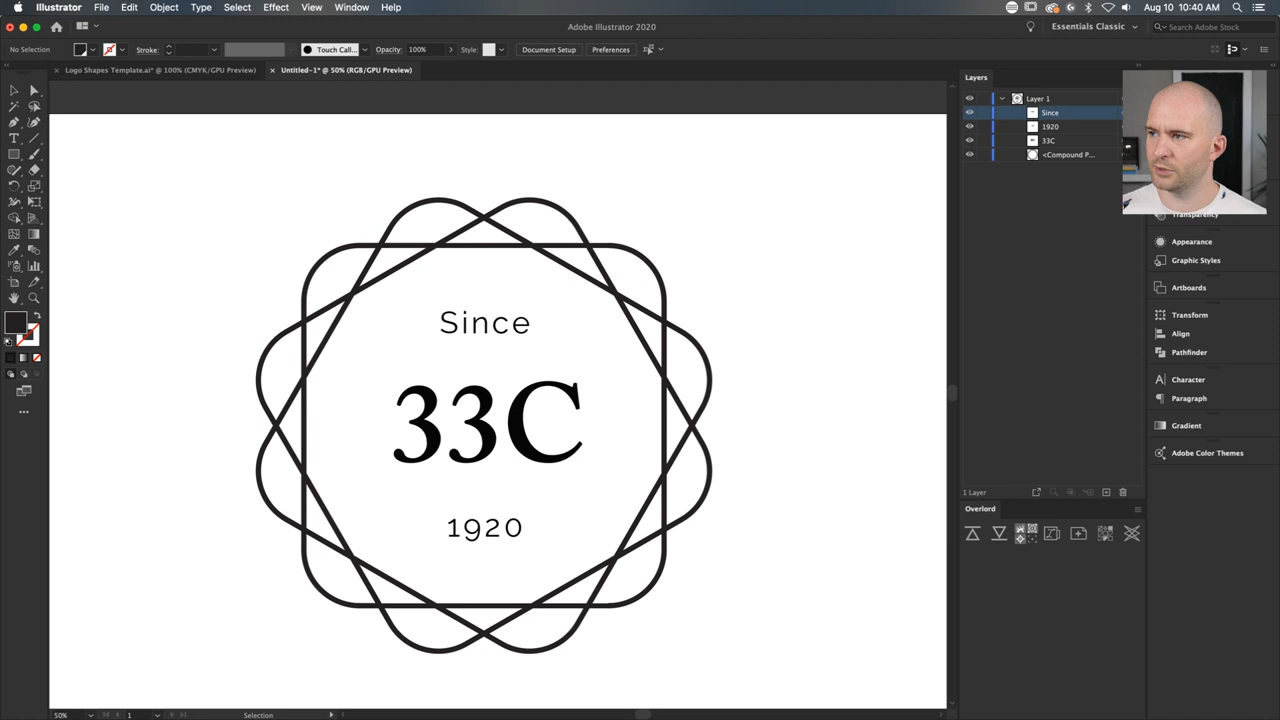 Illustrator File Edit Object Type Select Effect View Window Help Aug 10 10:40 AM
Adobe Illustrator 2020 Essentials Classic Search Adobe Stock
No Selection Stroke: Touch Call... Opacity: 100% Style: Document Setup Preferences
Logo Shapes Template.ai* @ 100% (CMYK/GPU Preview) Untitled-1* @ 50% (RGB/GPU Preview)
Layers
Layer 1
Since
1920
33C
<Compound P...
Transparency
Appearance
Graphic Styles
Artboards
Transform
Align
Pathfinder
Character
Paragraph
Gradient
Adobe Color Themes
1 Layer
Overlord
Since
33C
1920
50% 1 Selection